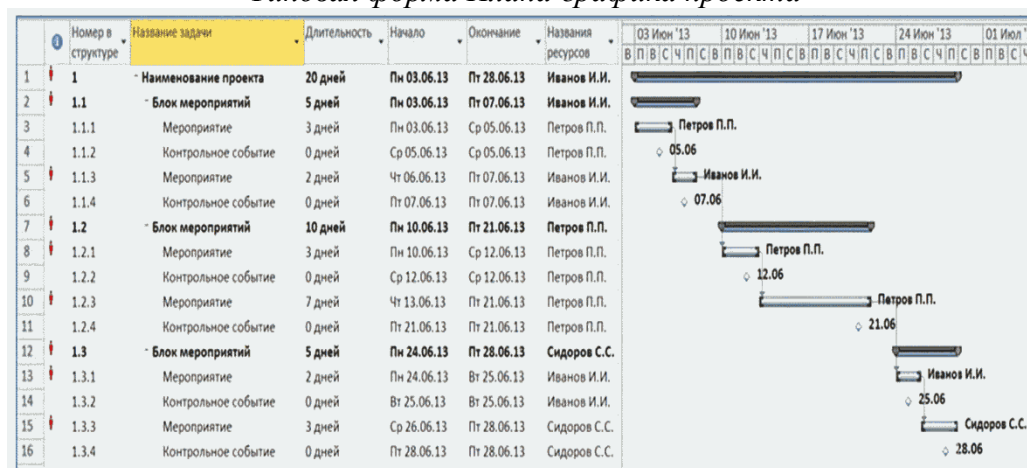 Типовая форма Плана-графика проекта
Номер в структуре Название задачи Длительность Начало Окончание Названия ресурсов 03 Июн '13 10 Июн '13 17 Июн '13 24 Июн '13 01 Июл '
В П В С Ч П С В П В С Ч П С В П В С Ч П С В П В С Ч П С В П В С Ч
1 1 Наименование проекта 20 дней Пн 03.06.13 Пт 28.06.13 Иванов И.И.
2 1.1 Блок мероприятий 5 дней Пн 03.06.13 Пт 07.06.13 Иванов И.И.
3 1.1.1 Мероприятие 3 дней Пн 03.06.13 Ср 05.06.13 Петров П.П. Петров П.П.
4 1.1.2 Контрольное событие 0 дней Ср 05.06.13 Ср 05.06.13 Петров П.П. 05.06
5 1.1.3 Мероприятие 2 дней Чт 06.06.13 Пт 07.06.13 Иванов И.И. Иванов И.И.
6 1.1.4 Контрольное событие 0 дней Пт 07.06.13 Пт 07.06.13 Иванов И.И. 07.06
7 1.2 Блок мероприятий 10 дней Пн 10.06.13 Пт 21.06.13 Петров П.П.
8 1.2.1 Мероприятие 3 дней Пн 10.06.13 Ср 12.06.13 Петров П.П. Петров П.П.
9 1.2.2 Контрольное событие 0 дней Ср 12.06.13 Ср 12.06.13 Петров П.П. 12.06
10 1.2.3 Мероприятие 7 дней Чт 13.06.13 Пт 21.06.13 Петров П.П. Петров П.П.
11 1.2.4 Контрольное событие 0 дней Пт 21.06.13 Пт 21.06.13 Петров П.П. 21.06
12 1.3 Блок мероприятий 5 дней Пн 24.06.13 Пт 28.06.13 Сидоров С.С.
13 1.3.1 Мероприятие 2 дней Пн 24.06.13 Вт 25.06.13 Иванов И.И. Иванов И.И.
14 1.3.2 Контрольное событие 0 дней Вт 25.06.13 Вт 25.06.13 Иванов И.И. 25.06
15 1.3.3 Мероприятие 3 дней Ср 26.06.13 Пт 28.06.13 Сидоров С.С. Сидоров С.С.
16 1.3.4 Контрольное событие 0 дней Пт 28.06.13 Пт 28.06.13 Сидоров С.С. 28.06